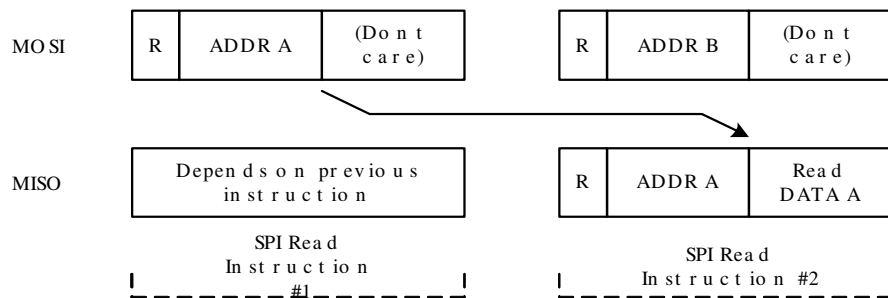 MOSI
R
ADDR A
(Dont
care)
R
ADDR B
(Dont
care)
MISO
Depends on previous
instruction
R
ADDR A
Read
DATA A
SPI Read
Instruction
#1
SPI Read
Instruction #2